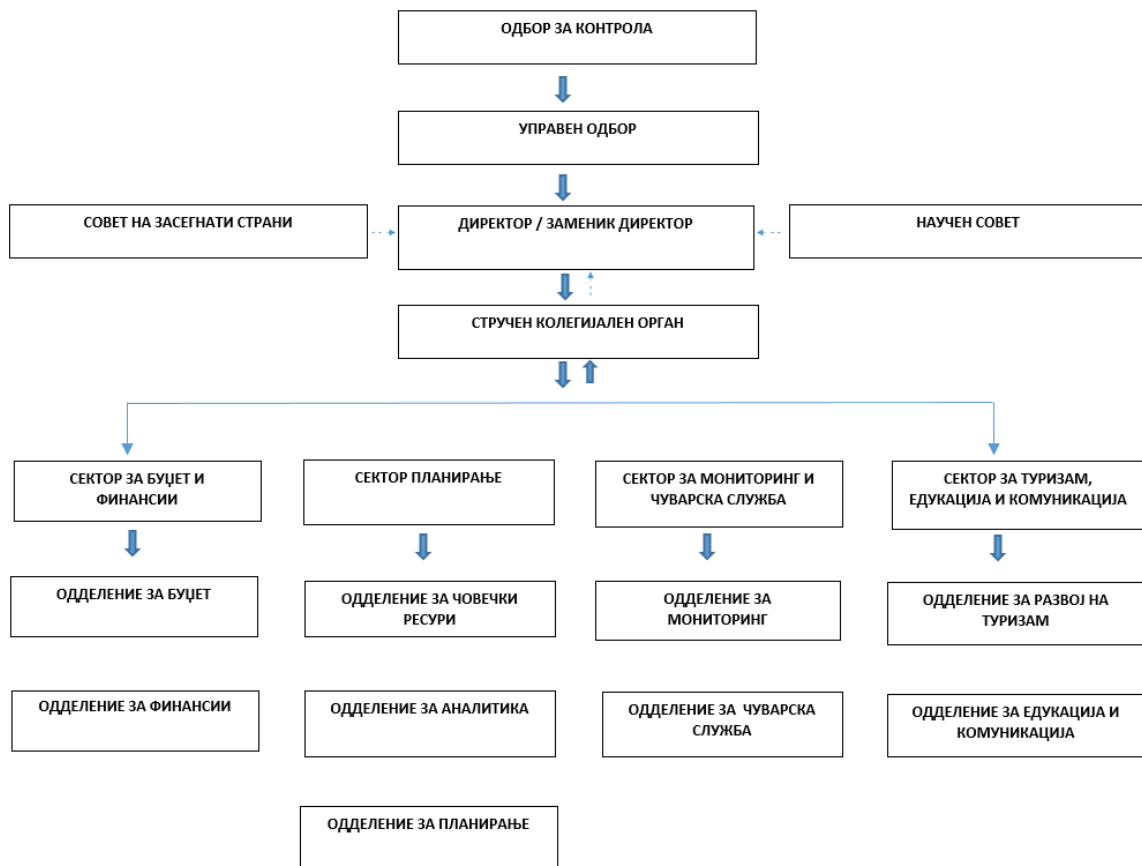 ОДБОР ЗА КОНТРОЛА
УПРАВЕН ОДБОР
СОВЕТ НА ЗАСЕГНАТИ СТРАНИ
ДИРЕКТОР / ЗАМЕНИК ДИРЕКТОР
НАУЧЕН СОВЕТ
СТРУЧЕН КОЛЕГИЈАЛЕН ОРГАН
СЕКТОР ЗА БУЏЕТ И
ФИНАНСИИ
СЕКТОР ПЛАНИРАЊЕ
СЕКТОР ЗА МОНИТОРИНГ И
ЧУВАРСКА СЛУЖБА
СЕКТОР ЗА ТУРИЗАМ,
ЕДУКАЦИЈА И КОМУНИКАЦИЈА
ОДДЕЛЕНИЕ ЗА БУЏЕТ
ОДДЕЛЕНИЕ ЗА ЧОВЕЧКИ
РЕСУРИ
ОДДЕЛЕНИЕ ЗА
МОНИТОРИНГ
ОДДЕЛЕНИЕ ЗА РАЗВОЈ НА
ТУРИЗАМ
ОДДЕЛЕНИЕ ЗА ФИНАНСИИ
ОДДЕЛЕНИЕ ЗА АНАЛИТИКА
ОДДЕЛЕНИЕ ЗА ЧУВАРСКА
СЛУЖБА
ОДДЕЛЕНИЕ ЗА ЕДУКАЦИЈА И
КОМУНИКАЦИЈА
ОДДЕЛЕНИЕ ЗА ПЛАНИРАЊЕ